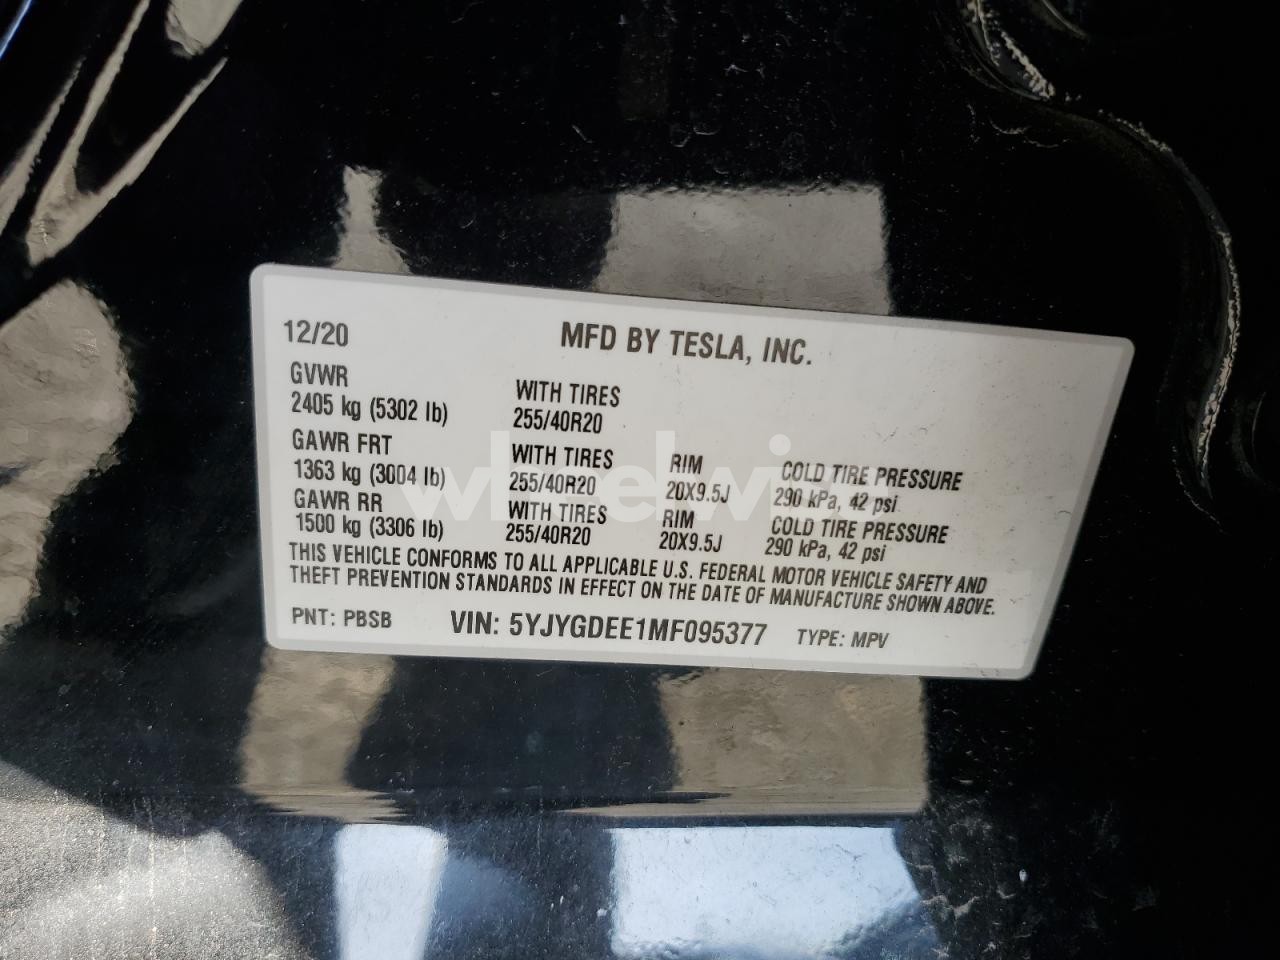 12/20 MFD BY TESLA, INC.
GVWR
2405 kg (5302 lb)
WITH TIRES
255/40R20
GAWR FRT
1363 kg (3004 lb)
WITH TIRES
255/40R20
RIM
20X9.5J
COLD TIRE PRESSURE
290 kPa, 42 psi
GAWR RR
1500 kg (3306 lb)
WITH TIRES
255/40R20
RIM
20X9.5J
COLD TIRE PRESSURE
290 kPa, 42 psi
THIS VEHICLE CONFORMS TO ALL APPLICABLE U.S. FEDERAL MOTOR VEHICLE SAFETY AND
THEFT PREVENTION STANDARDS IN EFFECT ON THE DATE OF MANUFACTURE SHOWN ABOVE.
PNT: PBSB VIN: 5YJYGDEE1MF095377 TYPE: MPV